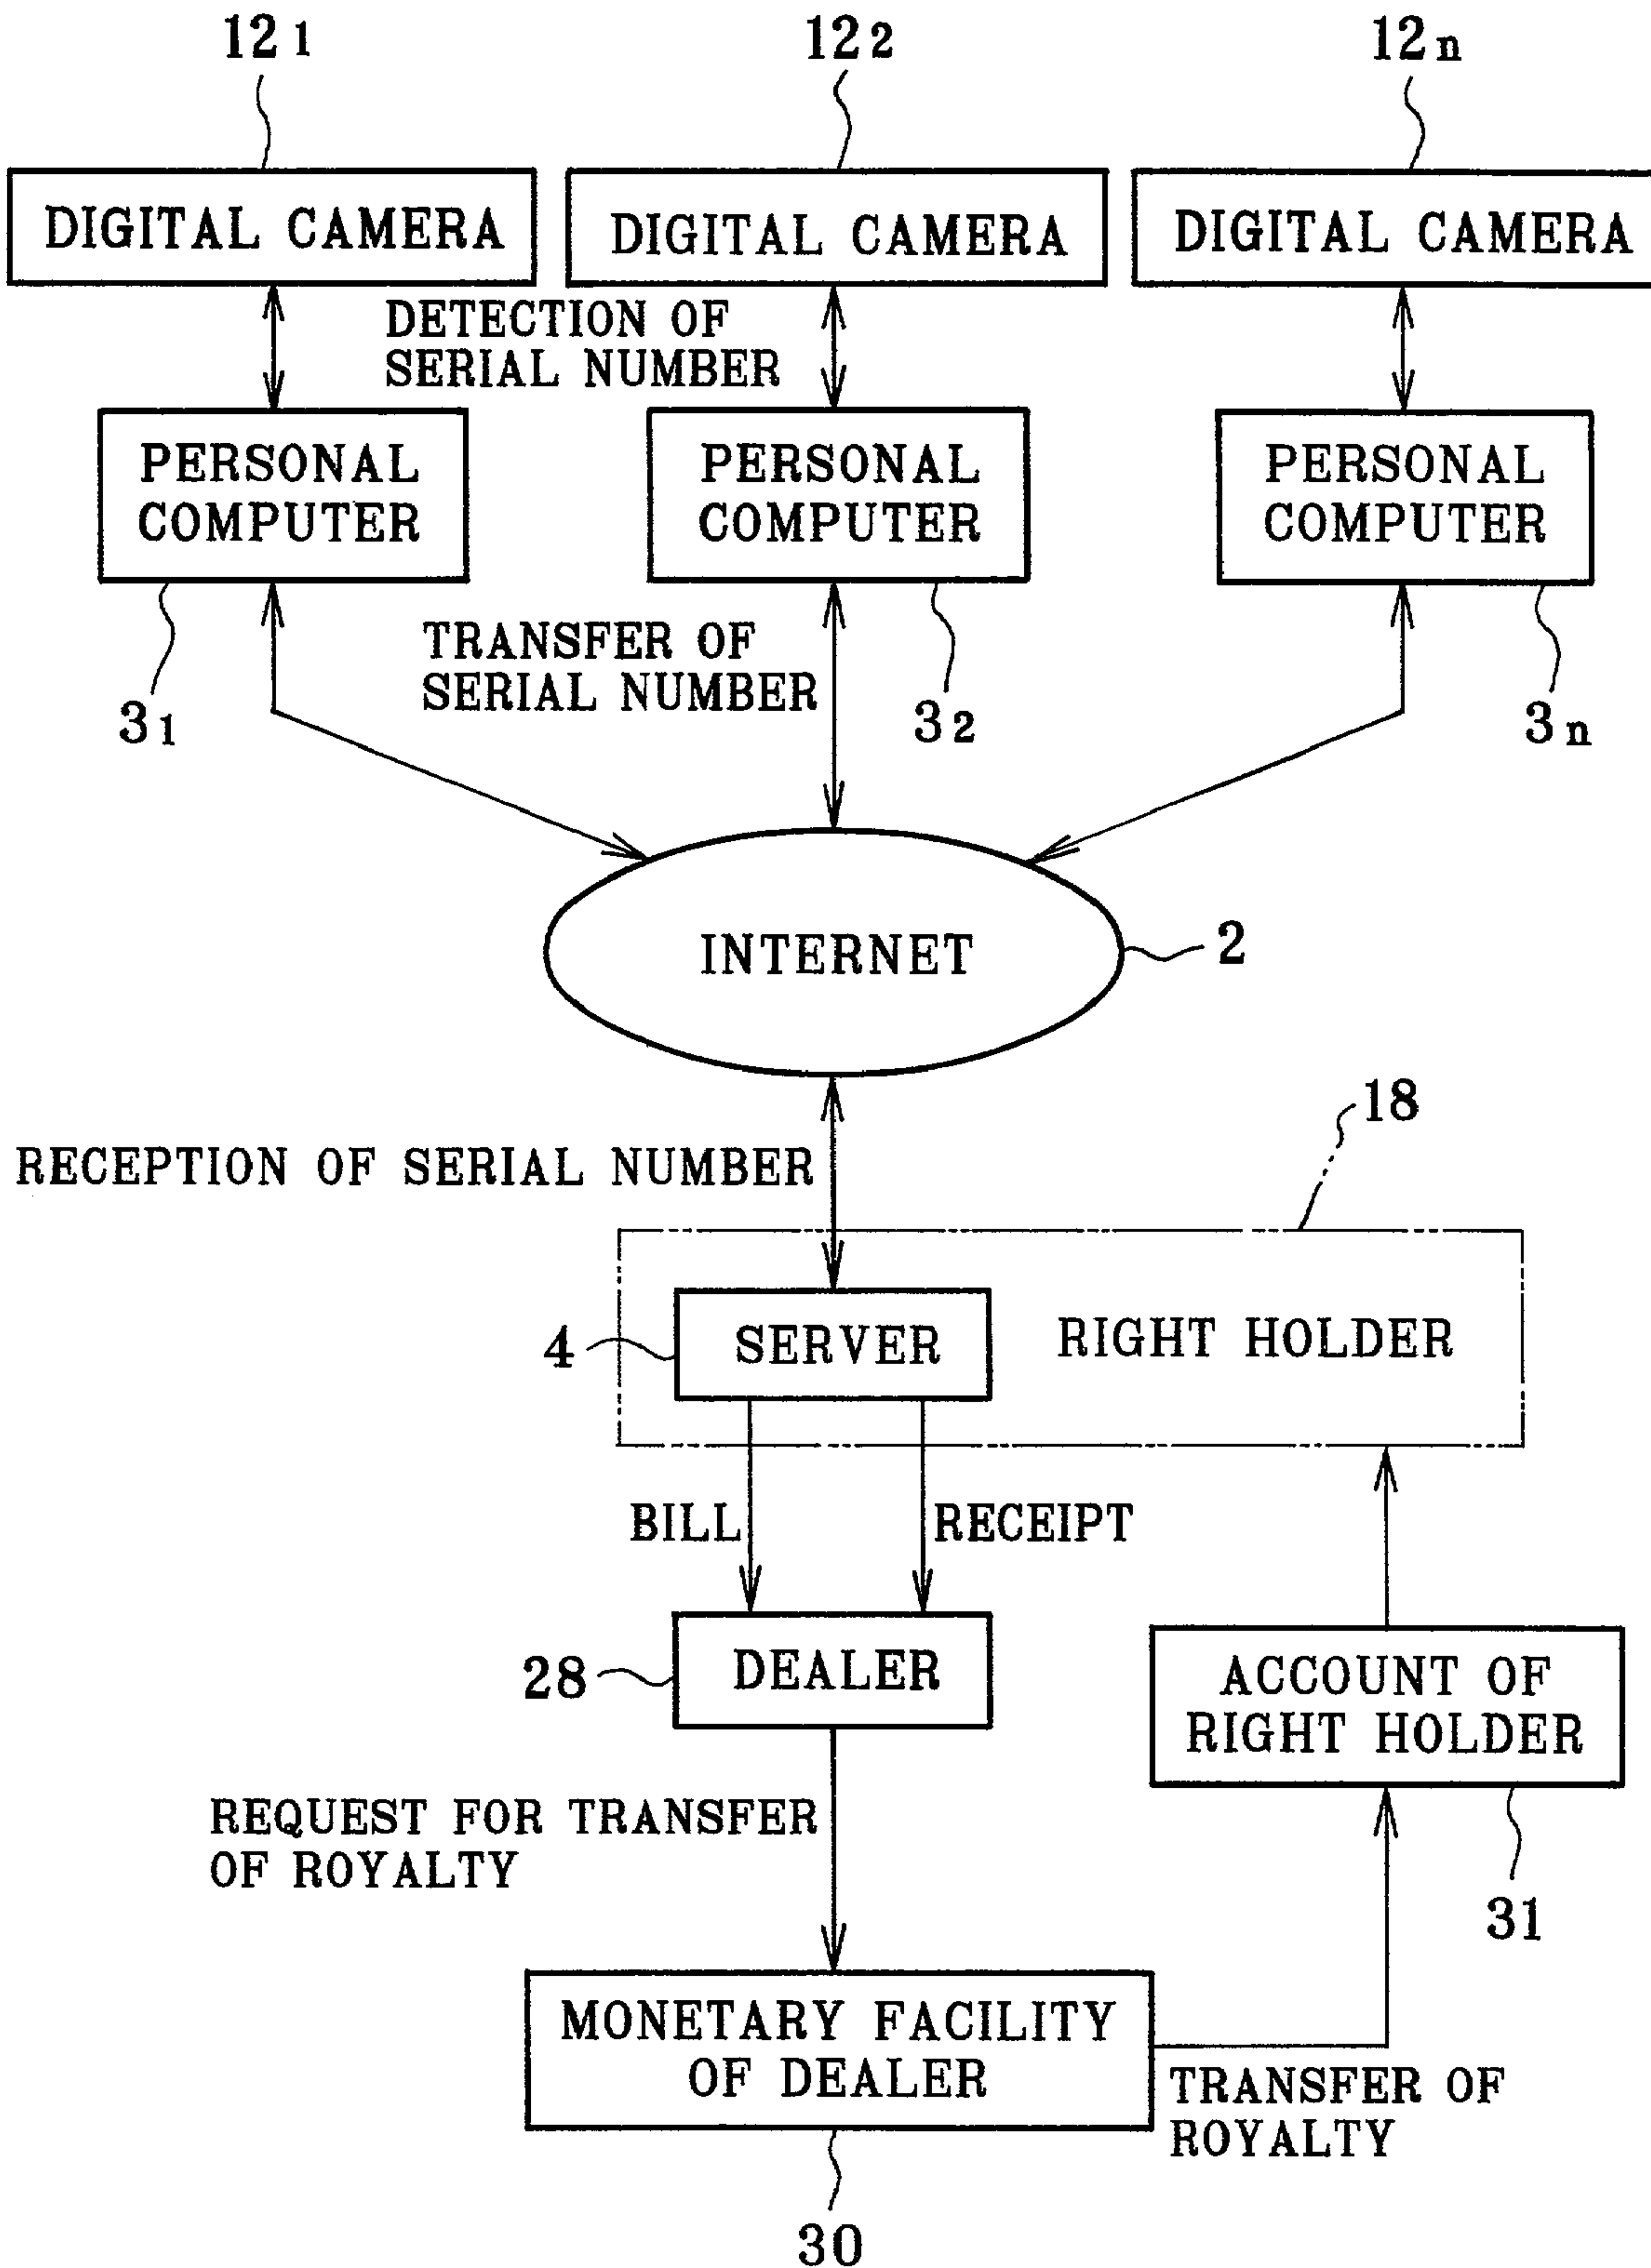 12₁ 12₂ 12ₙ
DIGITAL CAMERA DIGITAL CAMERA DIGITAL CAMERA
DETECTION OF
SERIAL NUMBER
PERSONAL
COMPUTER
PERSONAL
COMPUTER
PERSONAL
COMPUTER
TRANSFER OF
SERIAL NUMBER
3₁ 3₂ 3ₙ
INTERNET 2
18
RECEPTION OF SERIAL NUMBER
4 SERVER RIGHT HOLDER
BILL RECEIPT
28 DEALER
ACCOUNT OF
RIGHT HOLDER
REQUEST FOR TRANSFER
OF ROYALTY
31
MONETARY FACILITY
OF DEALER
TRANSFER OF
ROYALTY
30